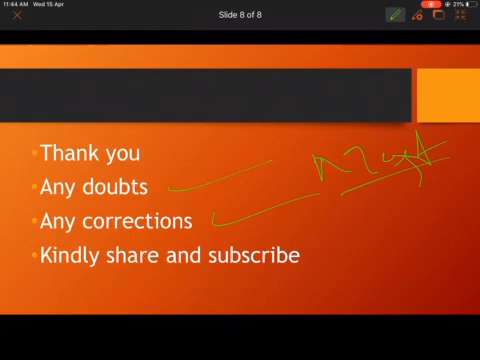 11:44 AM Wed 15 Apr
21%
Slide 8 of 8
•Thank you
•Any doubts
•Any corrections
•Kindly share and subscribe